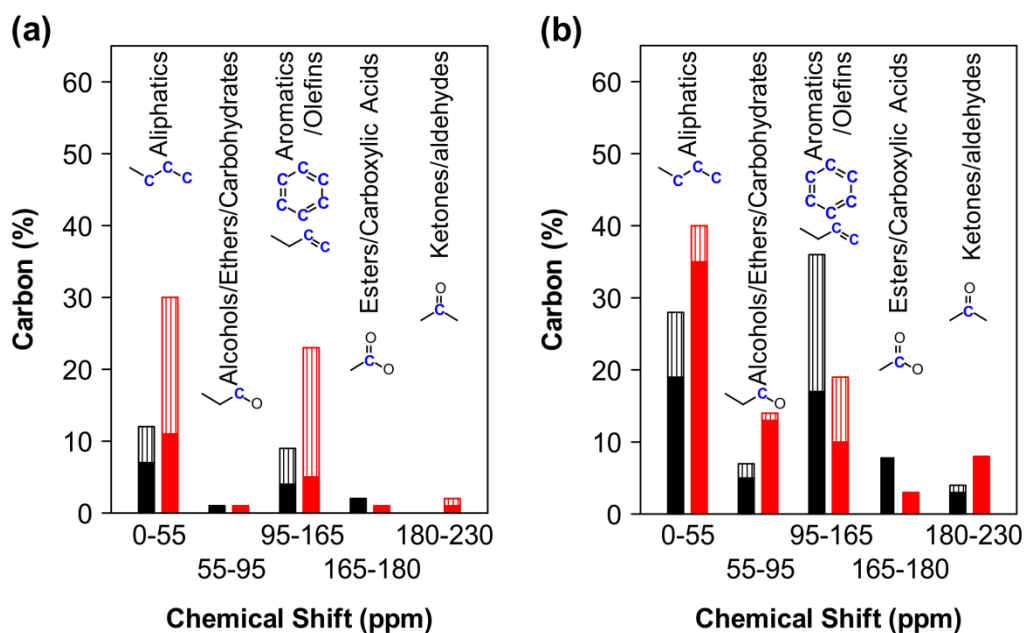 (a)
Carbon (%)
60
50
40
30
20
10
0
Aliphatics
Alcohols/Ethers/Carbohydrates
Aromatics
/Olefins
Esters/Carboxylic Acids
Ketones/aldehydes
C
C
C
O
C
C
C
C
C
C
C
C
C
O
C
O
O
C
0-55
95-165
180-230
55-95
165-180
Chemical Shift (ppm)
(b)
Carbon (%)
60
50
40
30
20
10
0
Aliphatics
Alcohols/Ethers/Carbohydrates
Aromatics
/Olefins
Esters/Carboxylic Acids
Ketones/aldehydes
C
C
C
O
C
C
C
C
C
C
C
C
C
O
C
O
O
C
0-55
95-165
180-230
55-95
165-180
Chemical Shift (ppm)